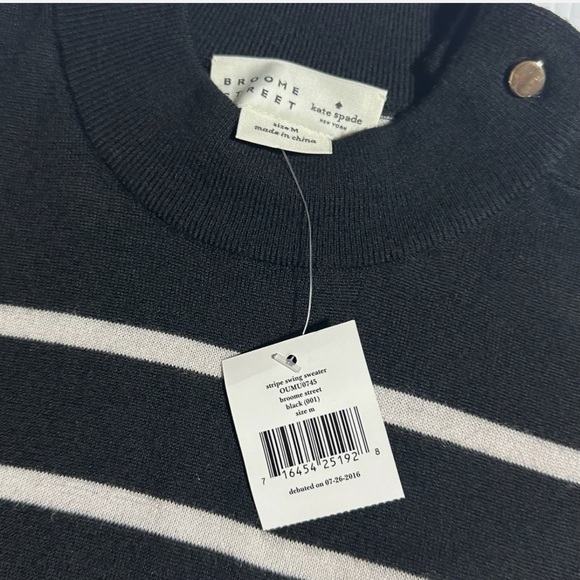 BROOME
STREET
kate spade
NEW YORK
size M
made in china
stripe swing sweater
OUMU0745
broome street
black (001)
size m
7 16454 25192 8
debuted on 07-26-2016